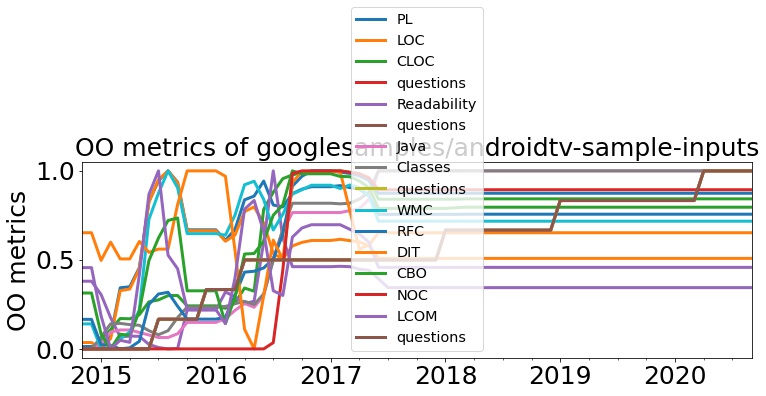 PL
LOC
CLOC
questions
Readability
questions
OO metrics of googlesamples/androidtv-sample-inputs
Java
Classes
questions
WMC
RFC
DIT
CBO
NOC
LCOM
questions
OO metrics
1.0
0.5
0.0
2015 2016 2017 2018 2019 2020